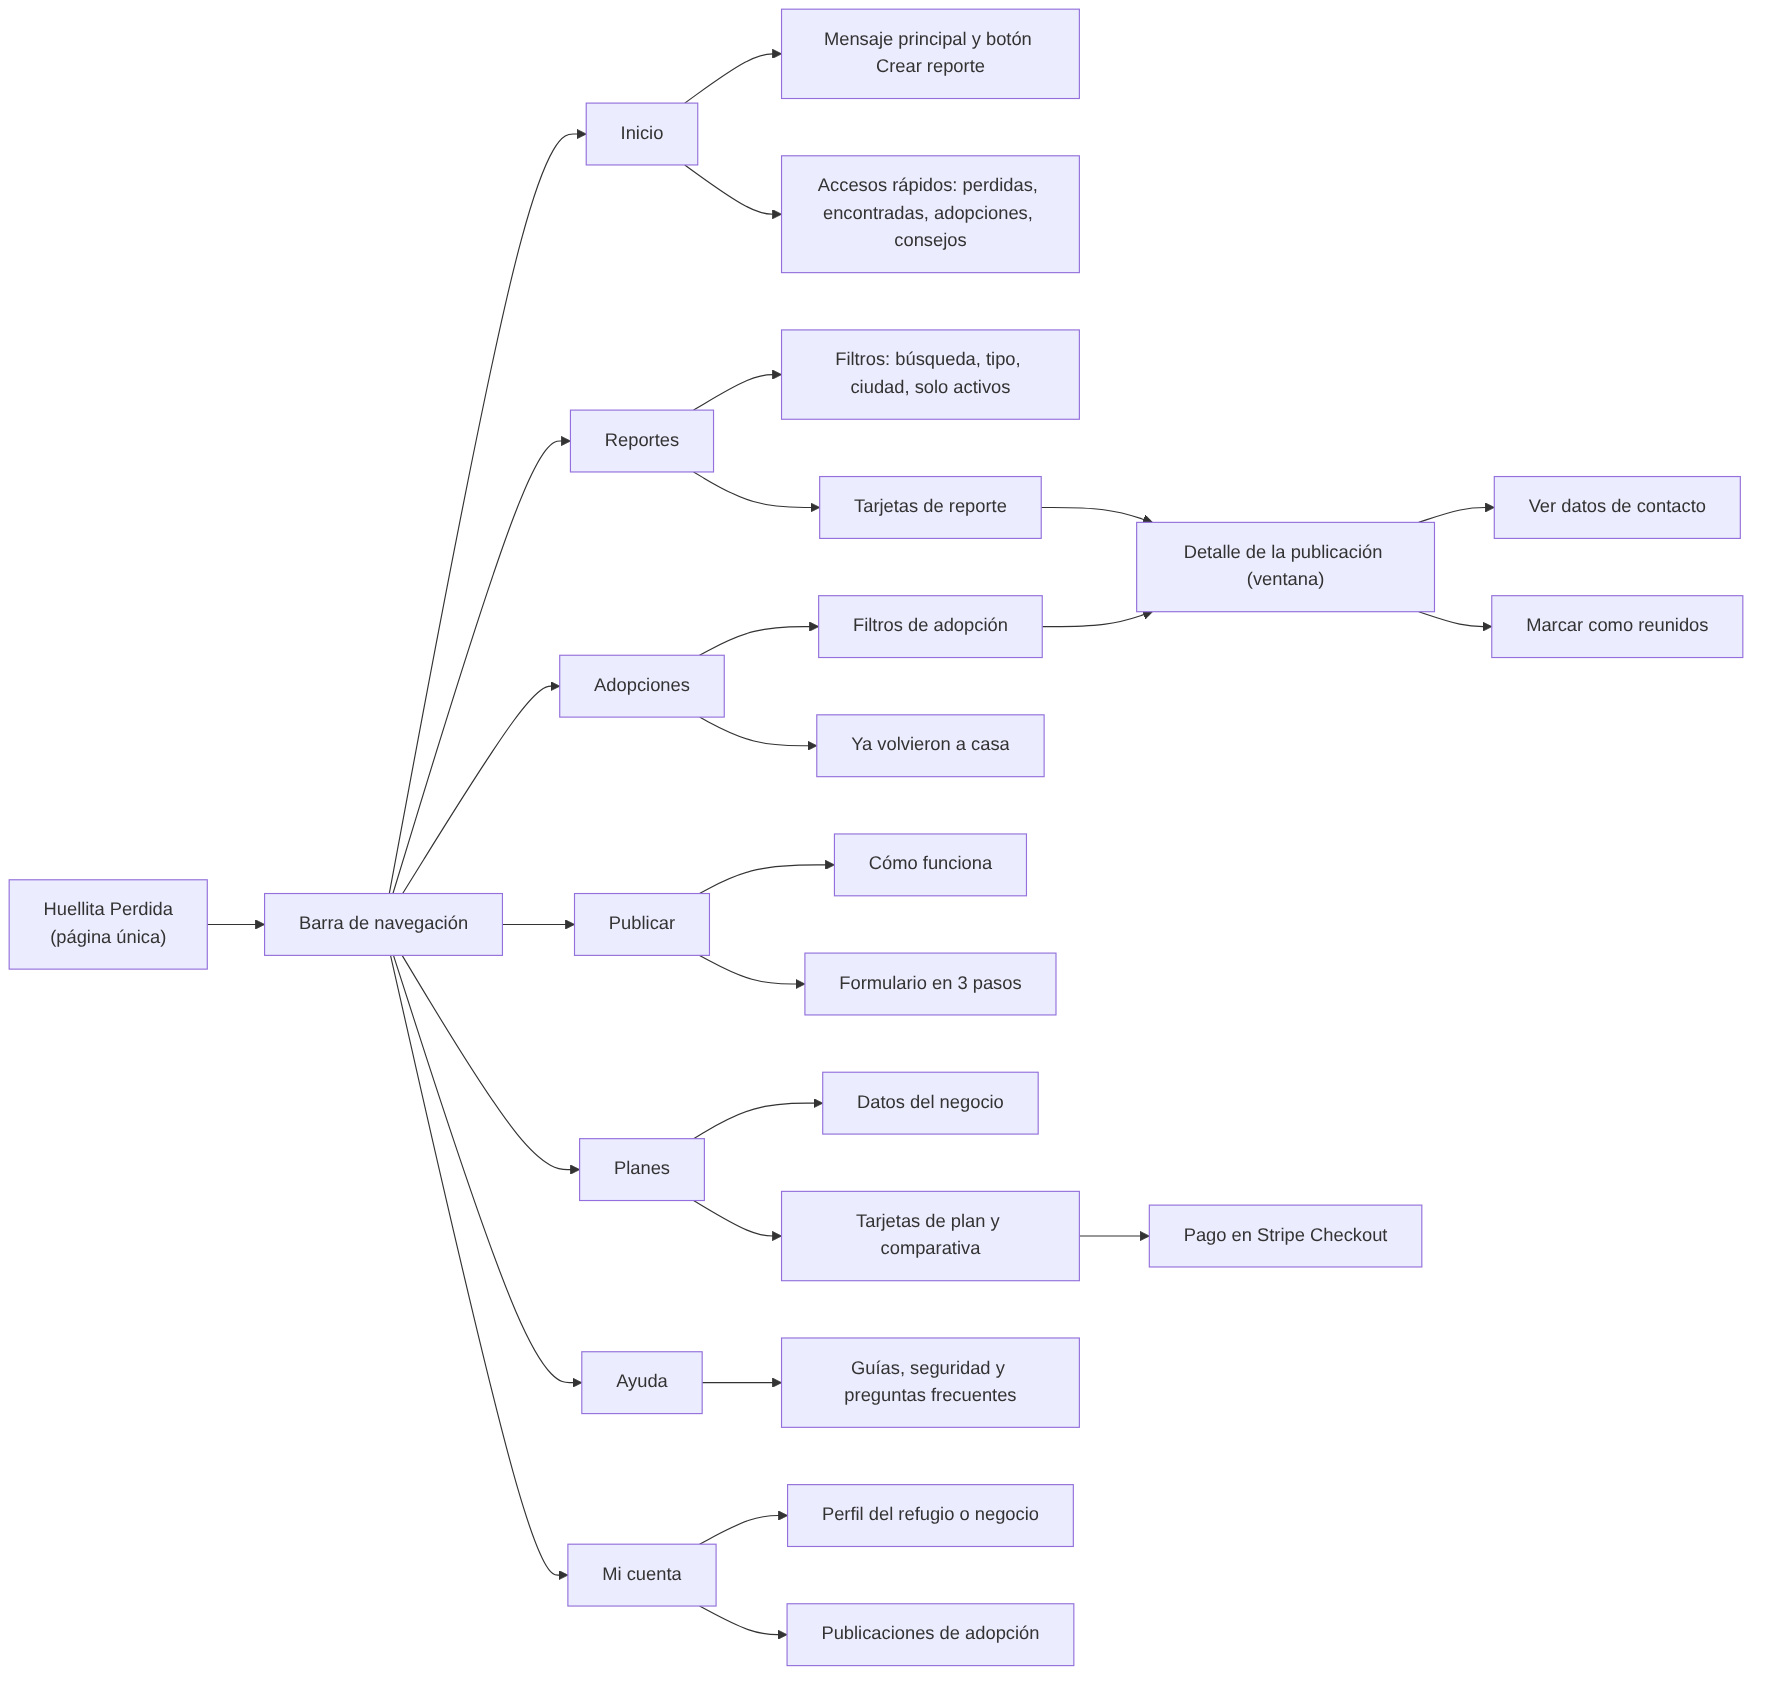 Huellita Perdida
(página única)
Barra de navegación
Inicio
Mensaje principal y botón
Crear reporte
Accesos rápidos: perdidas,
encontradas, adopciones,
consejos
Reportes
Filtros: búsqueda, tipo,
ciudad, solo activos
Tarjetas de reporte
Detalle de la publicación
(ventana)
Ver datos de contacto
Marcar como reunidos
Adopciones
Filtros de adopción
Ya volvieron a casa
Publicar
Cómo funciona
Formulario en 3 pasos
Planes
Datos del negocio
Tarjetas de plan y
comparativa
Pago en Stripe Checkout
Ayuda
Guías, seguridad y
preguntas frecuentes
Mi cuenta
Perfil del refugio o negocio
Publicaciones de adopción